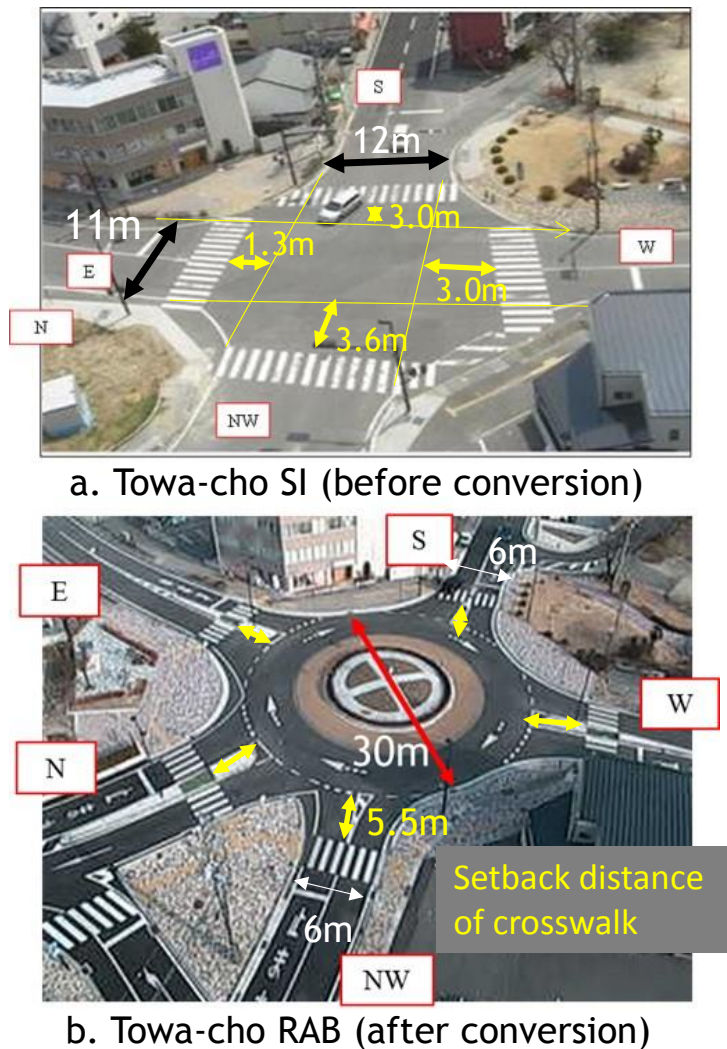 S
12m
11m
3.0m
1.3m
W
E
3.0m
N
3.6m
NW
a. Towa-cho SI (before conversion)
S
6m
E
W
N
30m
5.5m
Setback distance
of crosswalk
6m
NW
b. Towa-cho RAB (after conversion)